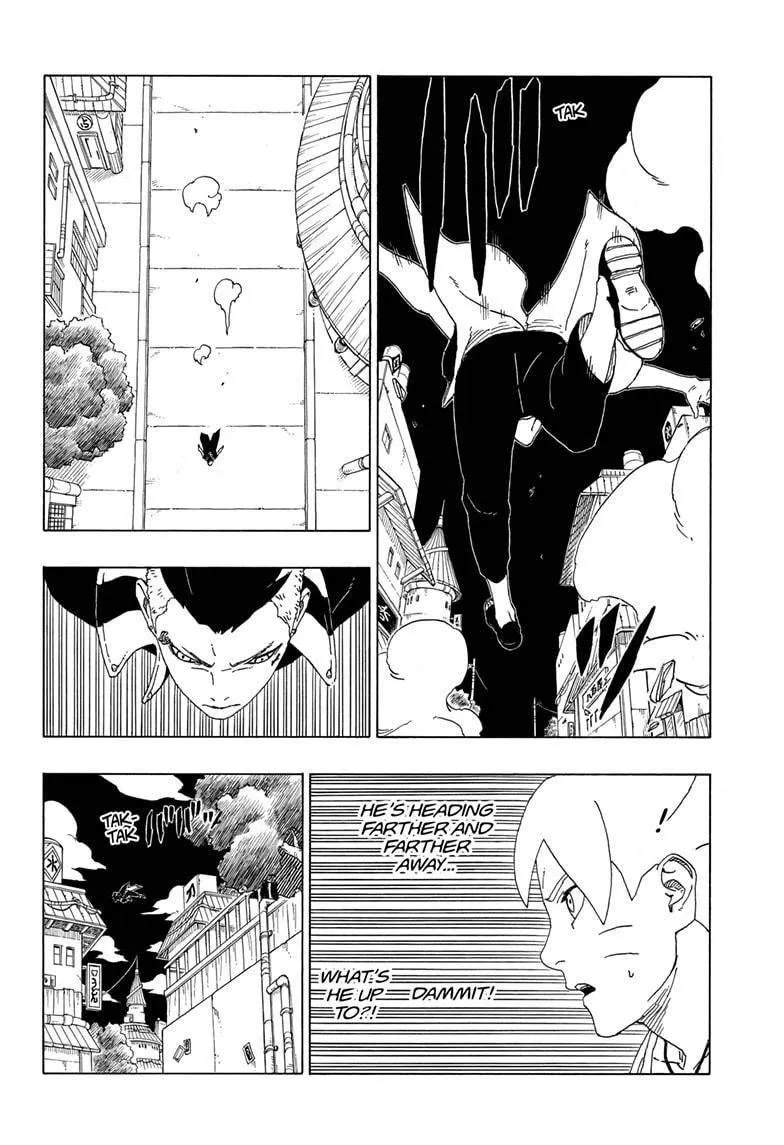 TAK
TAK-
TAK
HE'S HEADING
FARTHER AND
FARTHER
AWAY...
!
WHAT'S
HE UP
TO?!
DAMMIT!